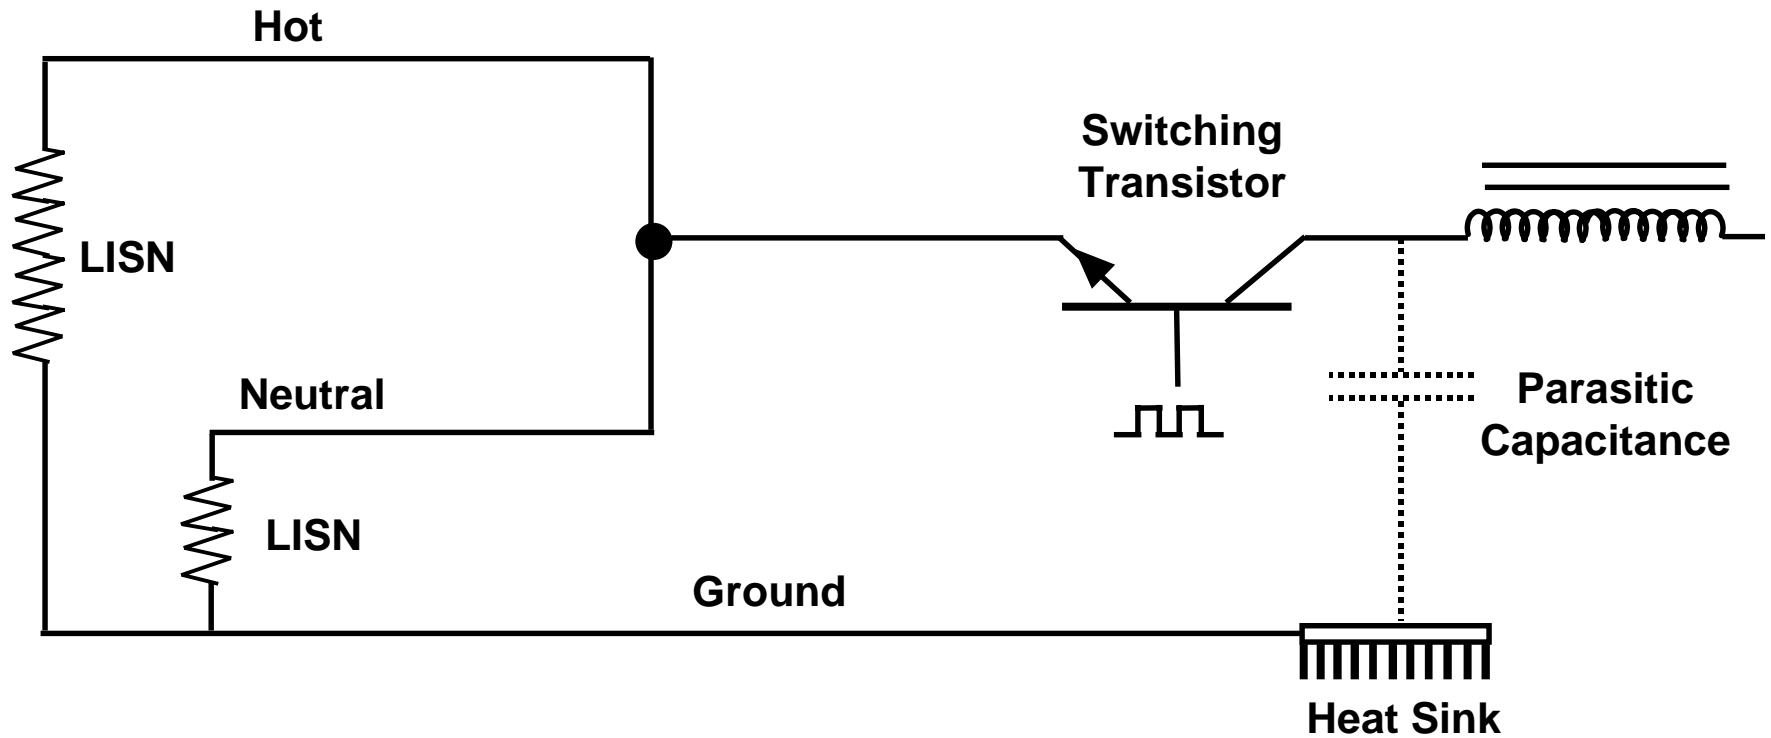 Hot
Switching
Transistor
LISN
Neutral
Parasitic
Capacitance
LISN
Ground
Heat Sink